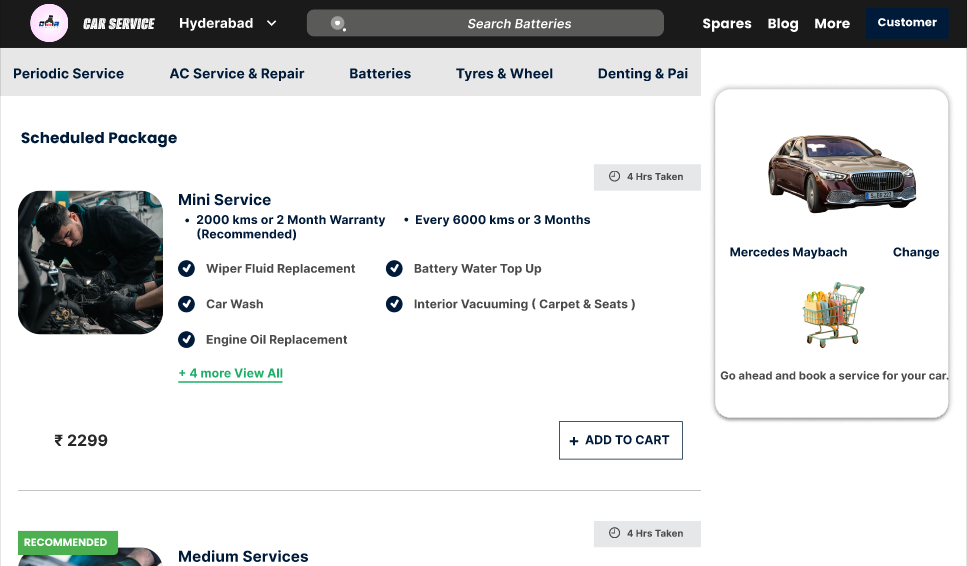 CAR SERVICE
Hyderabad
Search Batteries
Spares
Blog
More
Customer
Periodic Service
AC Service & Repair
Batteries
Tyres & Wheel
Denting & Pai
Scheduled Package
4 Hrs Taken
Mini Service
• 2000 kms or 2 Month Warranty
(Recommended)
• Every 6000 kms or 3 Months
Wiper Fluid Replacement
Battery Water Top Up
Car Wash
Interior Vacuuming ( Carpet & Seats )
Engine Oil Replacement
+ 4 more View All
₹ 2299
+ ADD TO CART
Mercedes Maybach
Change
Go ahead and book a service for your car.
RECOMMENDED
4 Hrs Taken
Medium Services